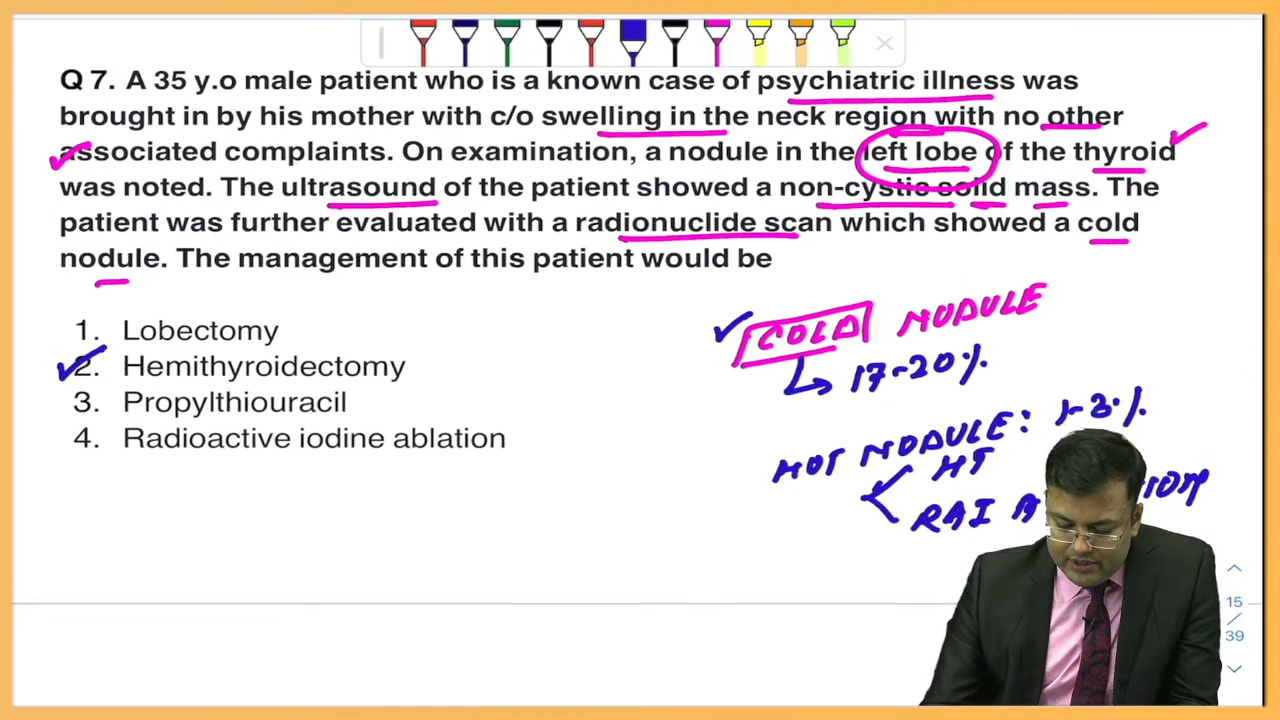 Q 7. A 35 y.o male patient who is a known case of psychiatric illness was
brought in by his mother with c/o swelling in the neck region with no other
associated complaints. On examination, a nodule in the left lobe of the thyroid
was noted. The ultrasound of the patient showed a non-cystic solid mass. The
patient was further evaluated with a radionuclide scan which showed a cold
nodule. The management of this patient would be
1. Lobectomy
2. Hemithyroidectomy
3. Propylthiouracil
4. Radioactive iodine ablation
COLD NODULE
17-20%
HOT NODULE: 1-3%
HT
RAI
15
39